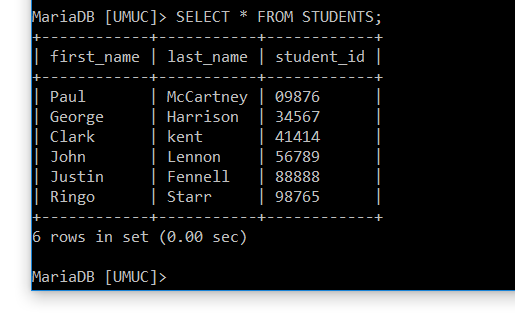 MariaDB [UMUC]> SELECT * FROM STUDENTS;
+------------+-----------+------------+
| first_name | last_name | student_id |
+------------+-----------+------------+
| Paul       | McCartney | 09876      |
| George     | Harrison  | 34567      |
| Clark      | kent      | 41414      |
| John       | Lennon    | 56789      |
| Justin     | Fennell   | 88888      |
| Ringo      | Starr     | 98765      |
+------------+-----------+------------+
6 rows in set (0.00 sec)
MariaDB [UMUC]>